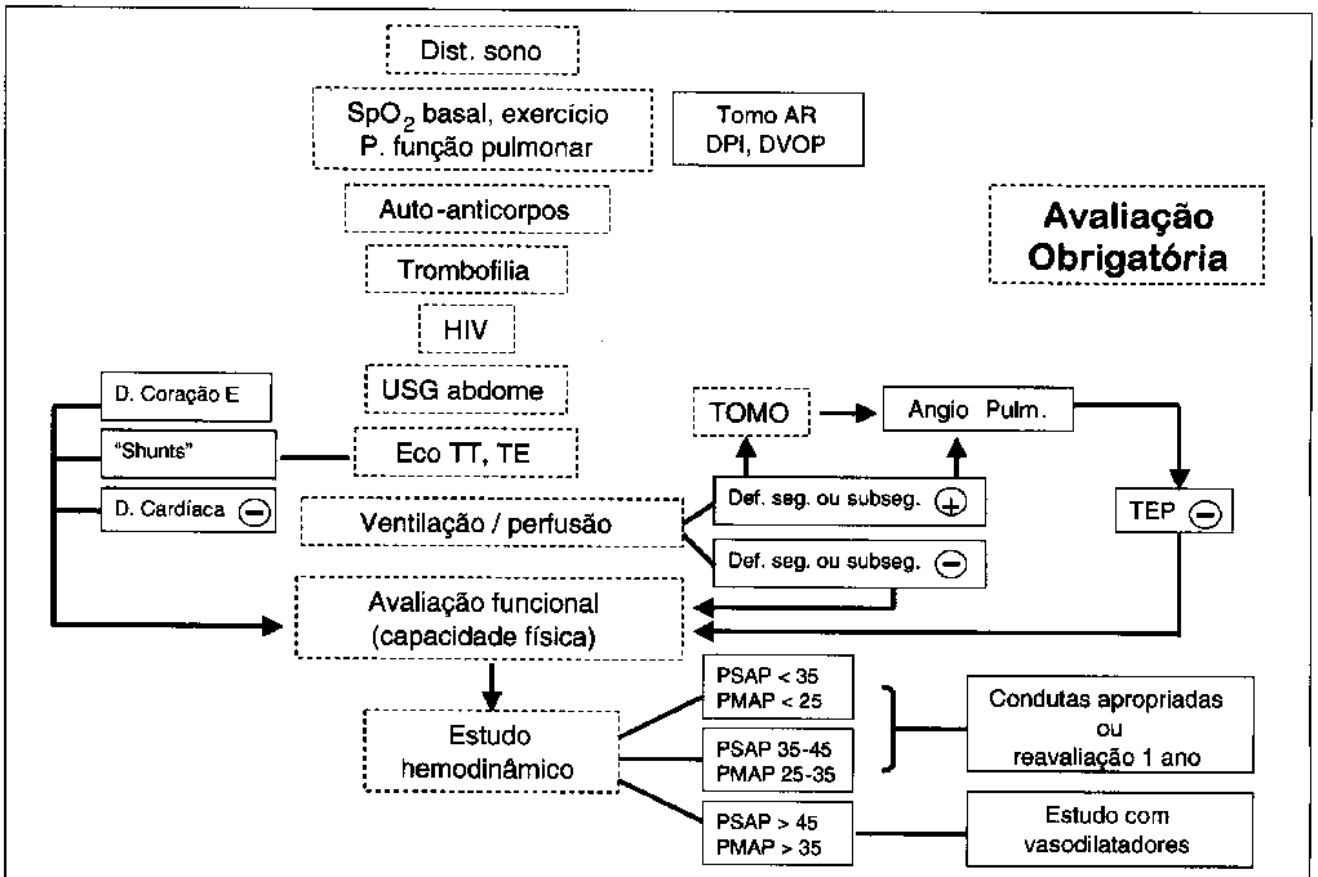 Dist. sono
SpO2 basal, exercício
P. função pulmonar
Tomo AR
DPI, DVOP
Auto-anticorpos
Avaliação
Obrigatória
Trombofilia
HIV
USG abdome
D. Coração E
"Shunts"
D. Cardíaca ⊖
Eco TT, TE
TOMO
Angio Pulm.
Ventilação / perfusão
Def. seg. ou subseg. ⊕
Def. seg. ou subseg. ⊖
TEP ⊖
Avaliação funcional
(capacidade física)
Estudo
hemodinâmico
PSAP < 35
PMAP < 25
PSAP 35-45
PMAP 25-35
PSAP > 45
PMAP > 35
Condutas apropriadas
ou
reavaliação 1 ano
Estudo com
vasodilatadores